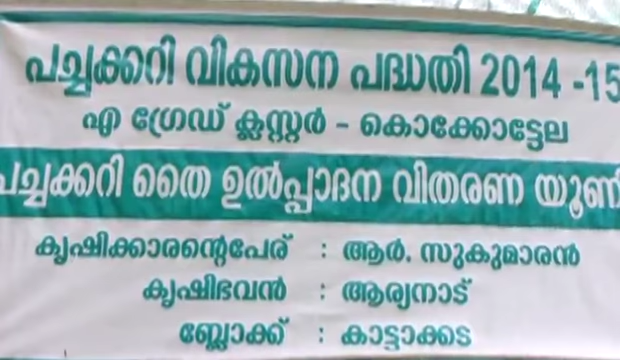 പച്ചക്കറി വികസന പദ്ധതി 2014 -15
എ ഗ്രേഡ് ക്ലസ്റ്റർ – കൊക്കോട്ടേല
പച്ചക്കറി തൈ ഉൽപ്പാദന വിതരണ യൂണി
കൃഷിക്കാരന്റെപേര് : ആർ. സുകുമാരൻ
കൃഷിഭവൻ : ആര്യനാട്
ബ്ലോക്ക് : കാട്ടാക്കട